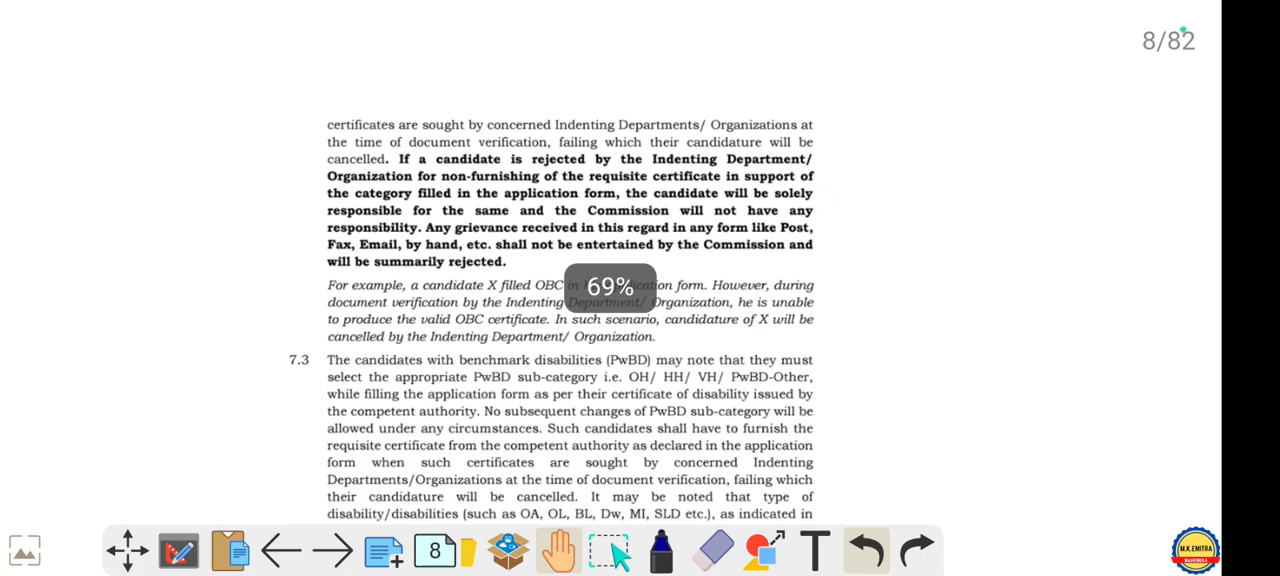 8/82
certificates are sought by concerned Indenting Departments/ Organizations at
the time of document verification, failing which their candidature will be
cancelled. If a candidate is rejected by the Indenting Department/
Organization for non-furnishing of the requisite certificate in support of
the category filled in the application form, the candidate will be solely
responsible for the same and the Commission will not have any
responsibility. Any grievance received in this regard in any form like Post,
Fax, Email, by hand, etc. shall not be entertained by the Commission and
will be summarily rejected.
For example, a candidate X filled OBC in form. However, during
document verification by the Indenting Department/ Organization, he is unable
69%
to produce the valid OBC certificate. In such scenario, candidature of X will be
cancelled by the Indenting Department/ Organization.
7.3 The candidates with benchmark disabilities (PwBD) may note that they must
select the appropriate PwBD sub-category i.e. OH/ HH/ VH/ PwBD-Other,
while filling the application form as per their certificate of disability issued by
the competent authority. No subsequent changes of PwBD sub-category will be
allowed under any circumstances. Such candidates shall have to furnish the
requisite certificate from the competent authority as declared in the application
form when such certificates are sought by concerned Indenting
Departments/Organizations at the time of document verification, failing which
their candidature will be cancelled. It may be noted that type of
disability/disabilities (such as OA, OL, BL, Dw, MI, SLD etc.), as indicated in
8
T
M.K.EMITRA